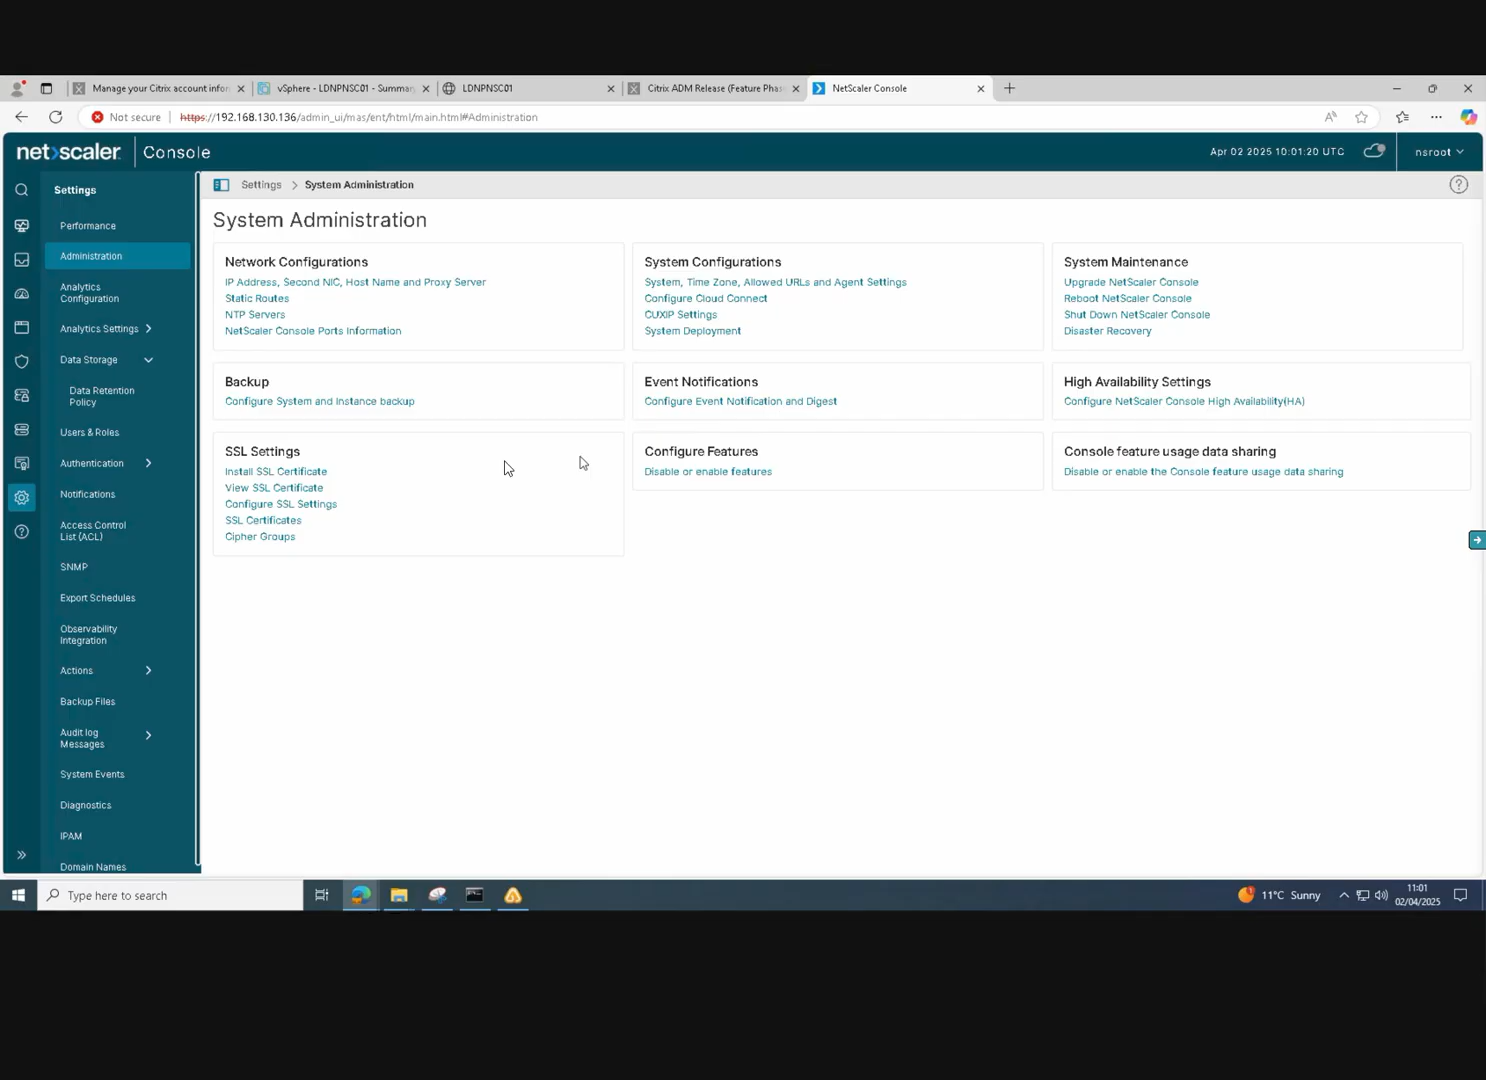 Manage your Citrix account infor
vSphere - LDNPNSC01 - Summar
LDNPNSC01
Citrix ADM Release (Feature Phas
NetScaler Console
Not secure
https://192.168.130.136/admin_ui/mas/ent/html/main.html#Administration
net>scaler
Console
Apr 02 2025 10:01:20 UTC
nsroot
Settings
Performance
Administration
Analytics
Configuration
Analytics Settings
Data Storage
Data Retention
Policy
Users & Roles
Authentication
Notifications
Access Control
List (ACL)
SNMP
Export Schedules
Observability
Integration
Actions
Backup Files
Audit log
Messages
System Events
Diagnostics
IPAM
Domain Names
Settings > System Administration
System Administration
Network Configurations
IP Address, Second NIC, Host Name and Proxy Server
Static Routes
NTP Servers
NetScaler Console Ports Information
System Configurations
System, Time Zone, Allowed URLs and Agent Settings
Configure Cloud Connect
CUXIP Settings
System Deployment
System Maintenance
Upgrade NetScaler Console
Reboot NetScaler Console
Shut Down NetScaler Console
Disaster Recovery
Backup
Configure System and Instance backup
Event Notifications
Configure Event Notification and Digest
High Availability Settings
Configure NetScaler Console High Availability(HA)
SSL Settings
Install SSL Certificate
View SSL Certificate
Configure SSL Settings
SSL Certificates
Cipher Groups
Configure Features
Disable or enable features
Console feature usage data sharing
Disable or enable the Console feature usage data sharing
Type here to search
11°C Sunny
11:01
02/04/2025